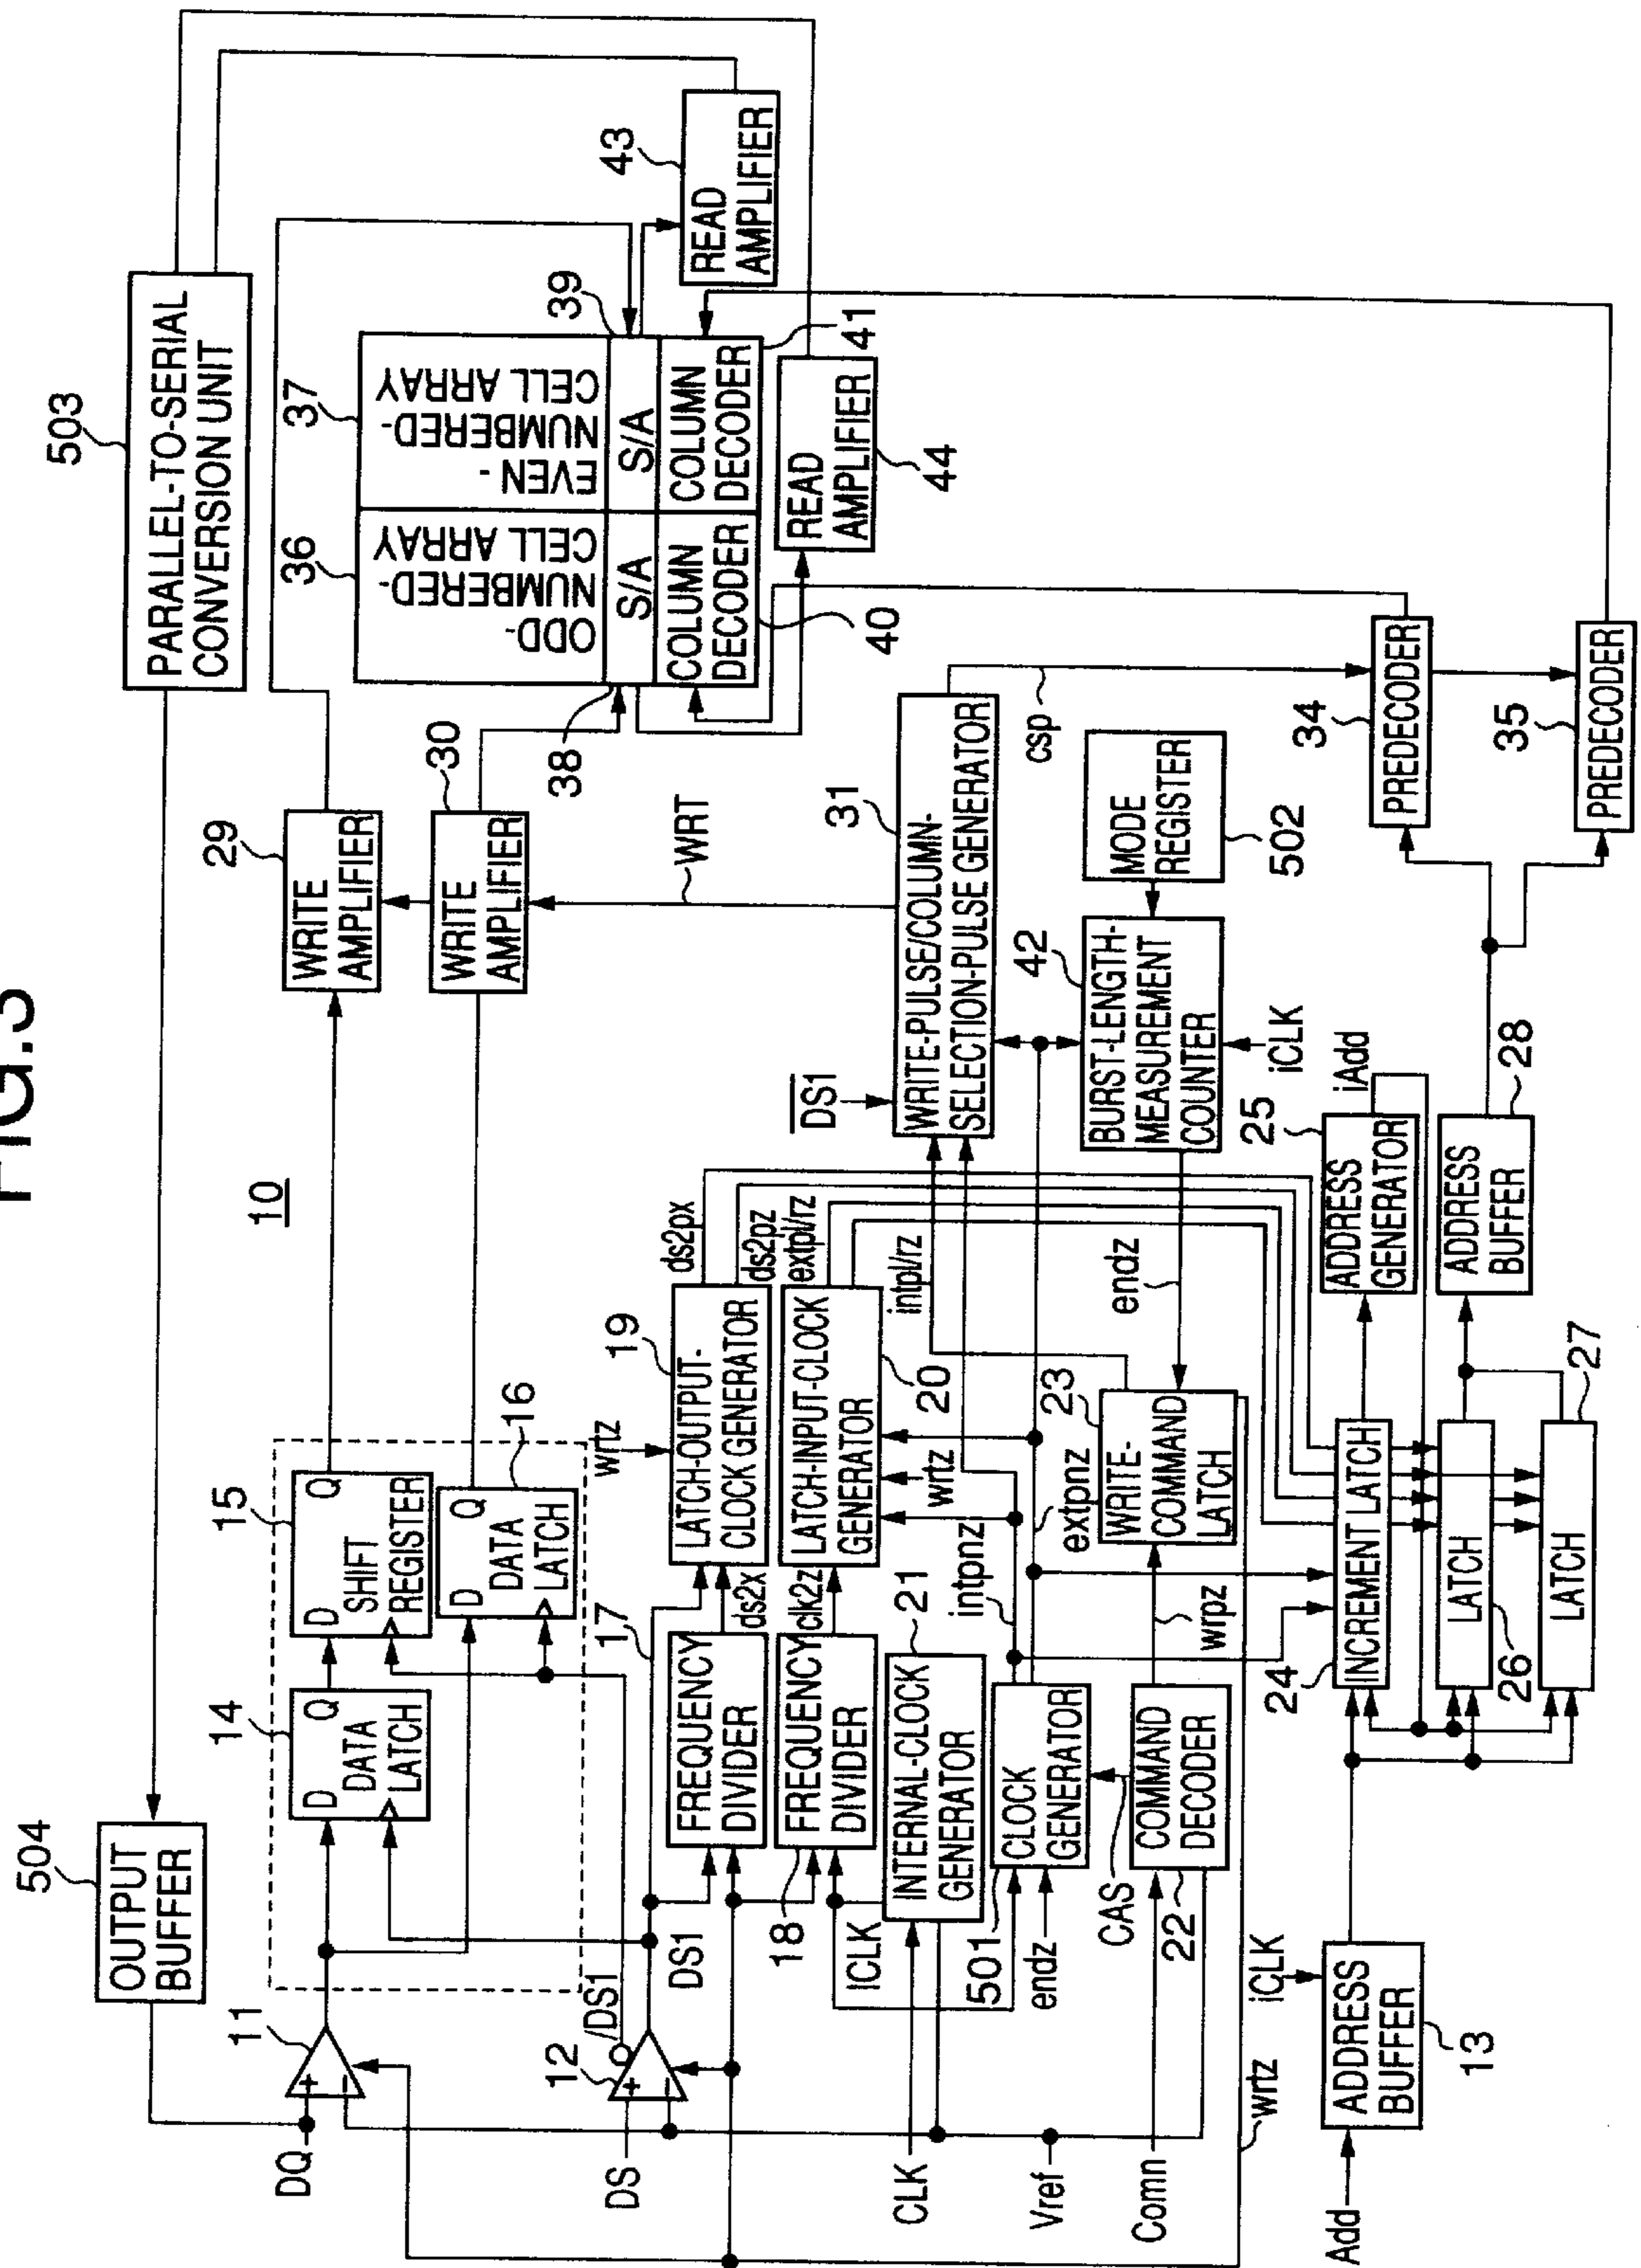 FIG.3
10
504
OUTPUT
BUFFER
503
PARALLEL-TO-SERIAL
CONVERSION UNIT
DQ
11
+
−
14
D
Q
DATA
LATCH
15
D
Q
SHIFT
REGISTER
16
D
Q
DATA
LATCH
29
WRITE
AMPLIFIER
30
WRITE
AMPLIFIER
WRT
36
ODD-
NUMBERED-
CELL ARRAY
37
EVEN-
NUMBERED-
CELL ARRAY
38
S/A
S/A
39
COLUMN
DECODER
40
COLUMN
DECODER
41
43
READ
AMPLIFIER
44
READ
AMPLIFIER
DS
12
+
−
/DS1
DS1
17
FREQUENCY
DIVIDER
ds2x
wrtz
19
LATCH-OUTPUT-
CLOCK GENERATOR
ds2px
ds2pz
18
FREQUENCY
DIVIDER
clk2z
20
LATCH-INPUT-CLOCK
GENERATOR
extpl/rz
wrtz
intpl/rz
DS1
31
WRITE-PULSE/COLUMN-
SELECTION-PULSE GENERATOR
csp
CLK
iCLK
21
INTERNAL-CLOCK
GENERATOR
501
CLOCK
GENERATOR
endz
intpnz
extpnz
CAS
Vref
Comn
22
COMMAND
DECODER
wrpz
23
WRITE-
COMMAND
LATCH
endz
42
BURST-LENGTH-
MEASUREMENT
COUNTER
iCLK
MODE
REGISTER
502
wrtz
Add
iCLK
ADDRESS
BUFFER
13
24
INCREMENT LATCH
25
ADDRESS
GENERATOR
iAdd
LATCH
26
LATCH
27
ADDRESS
BUFFER
28
34
PREDECODER
35
PREDECODER